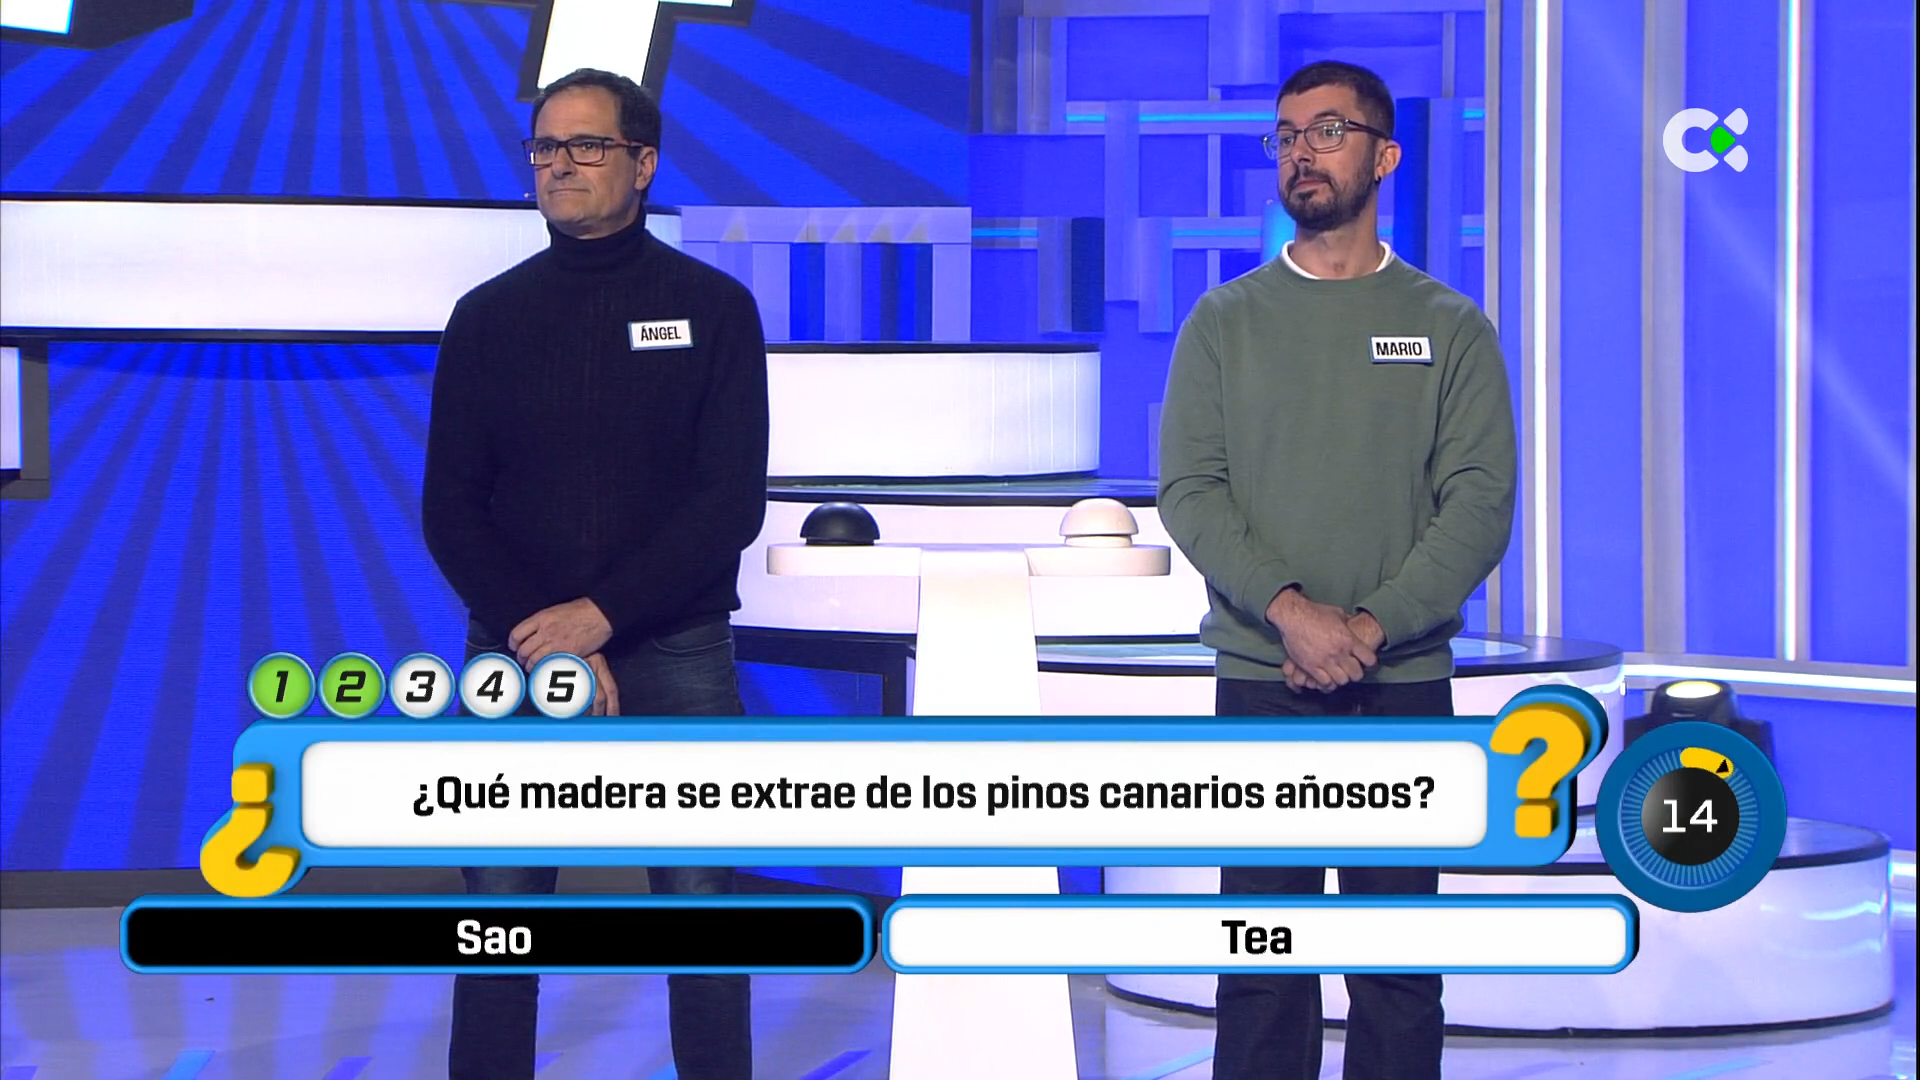 ÁNGEL
MARIO
1 2 3 4 5
¿Qué madera se extrae de los pinos canarios añosos?
14
Sao
Tea